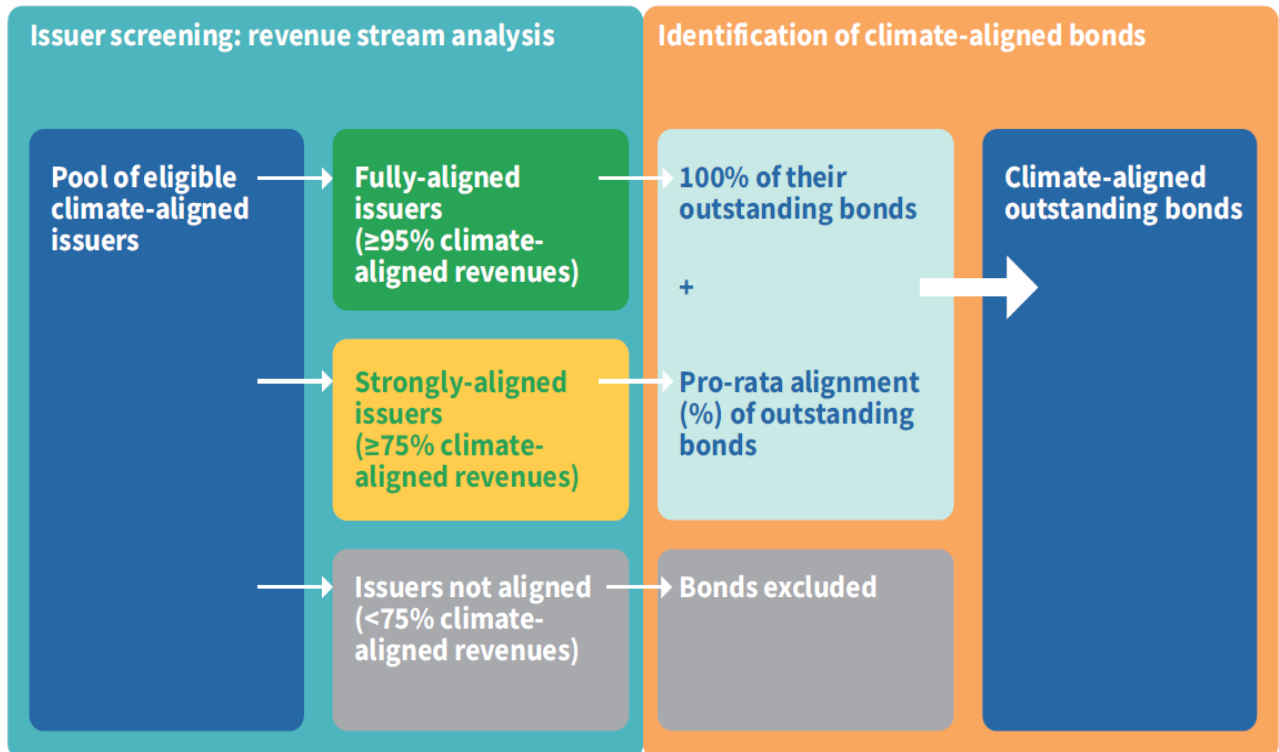 Issuer screening: revenue stream analysis
Identification of climate-aligned bonds
Pool of eligible
climate-aligned
issuers
Fully-aligned
issuers
(≥95% climate-
aligned revenues)
100% of their
outstanding bonds
+
Climate-aligned
outstanding bonds
Strongly-aligned
issuers
(≥75% climate-
aligned revenues)
Pro-rata alignment
(%) of outstanding
bonds
Issuers not aligned
(<75% climate-
aligned revenues)
Bonds excluded